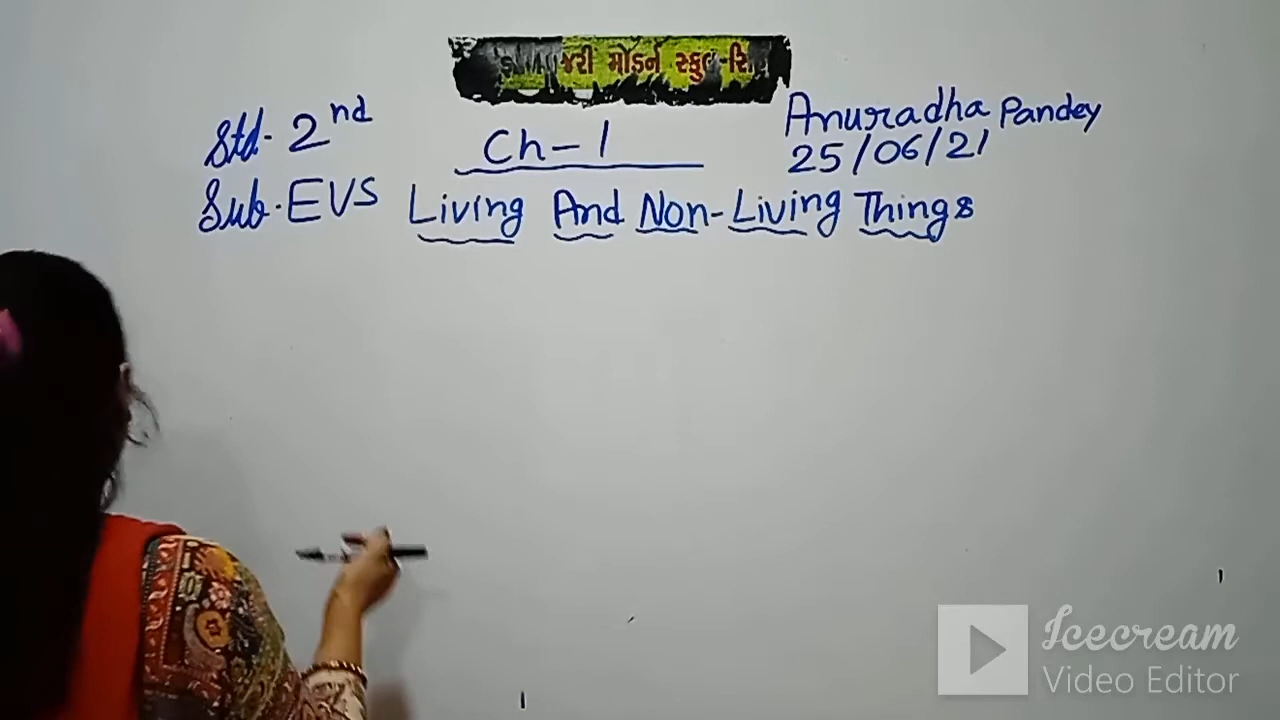 મોડર્ન સ્કુલ
Std. 2nd
Ch-1
Anuradha Pandey
25/06/21
Sub. EVS
Living And Non-Living Things
Icecream
Video Editor